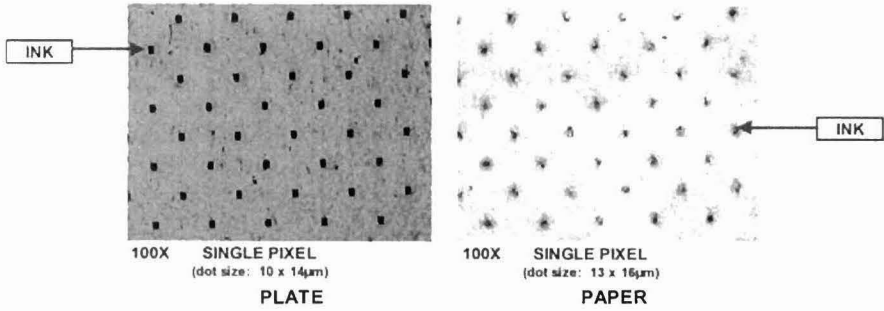 INK
INK
100X SINGLE PIXEL
(dot size: 10 x 14µm)
PLATE
100X SINGLE PIXEL
(dot size: 13 x 16µm)
PAPER